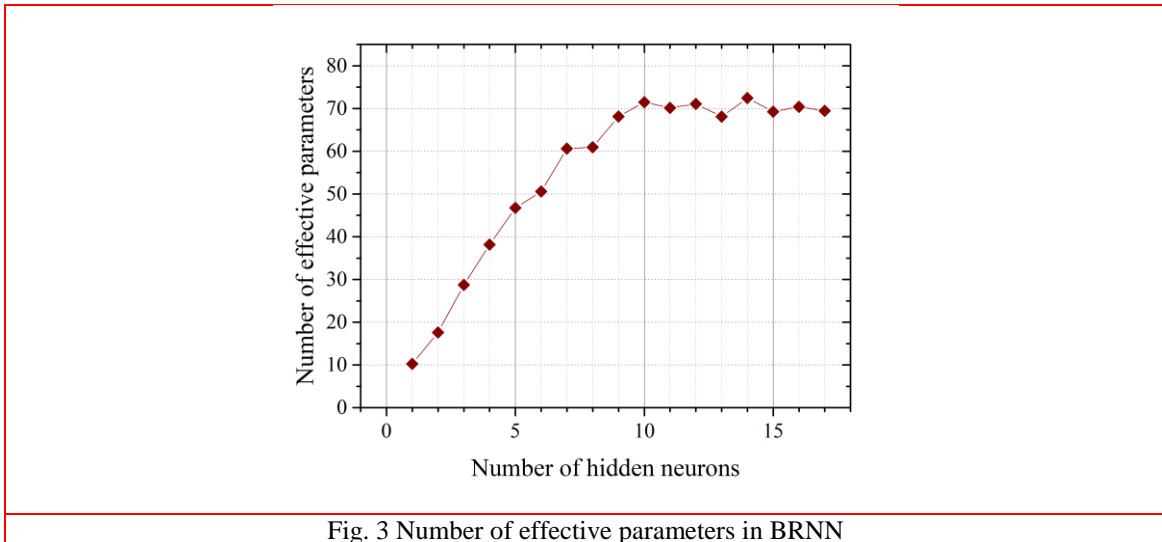 80
70
60
50
40
30
20
10
0
Number of effective parameters
0 5 10 15
Number of hidden neurons
Fig. 3 Number of effective parameters in BRNN